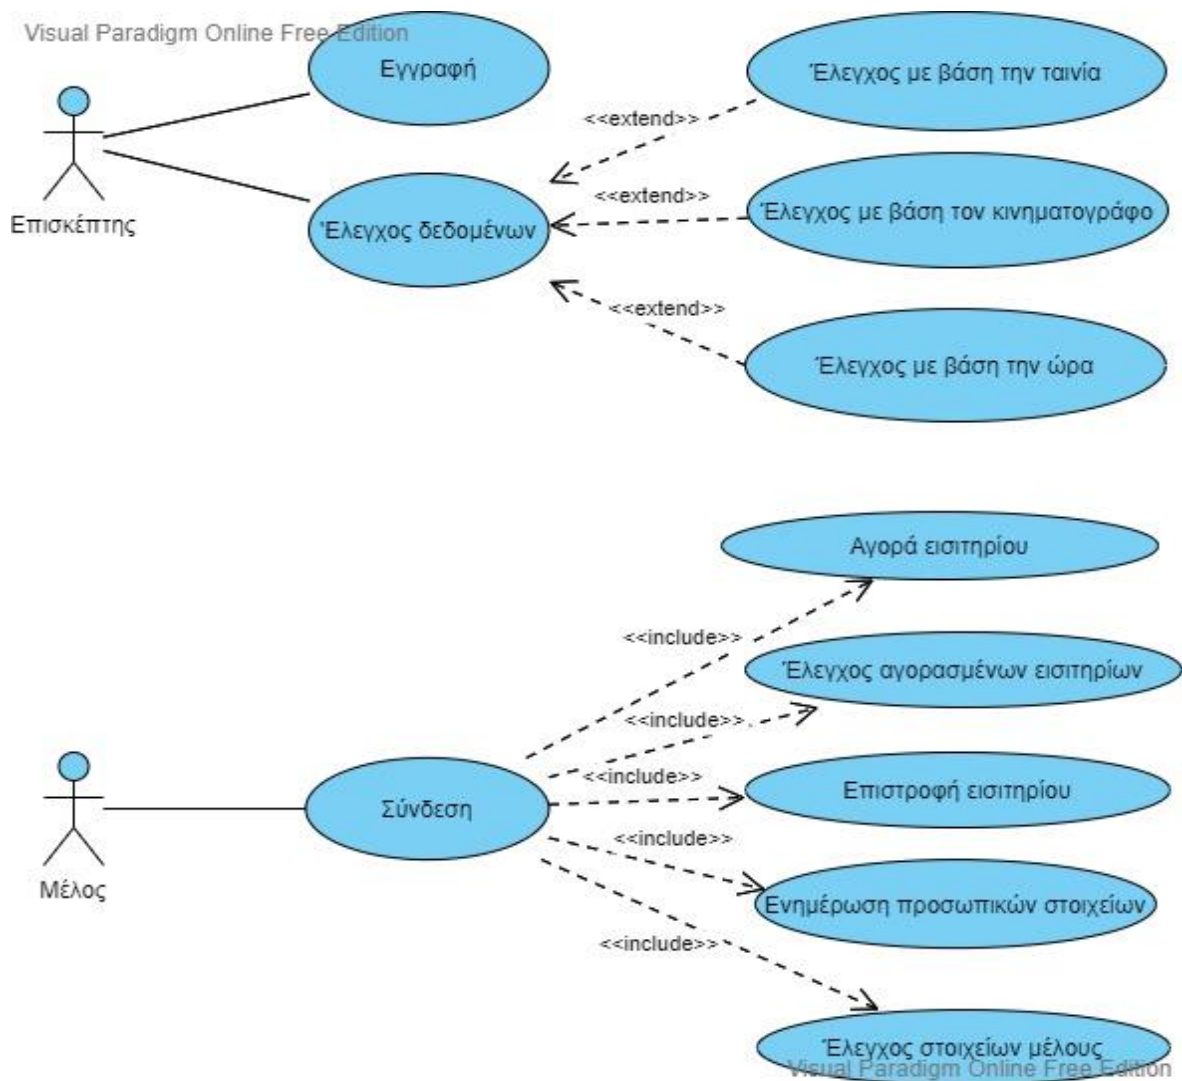 Visual Paradigm Online Free Edition
Εγγραφή
Έλεγχος με βάση την ταινία
<<extend>>
Επισκέπτης
Έλεγχος δεδομένων
<<extend>>
Έλεγχος με βάση τον κινηματογράφο
<<extend>>
Έλεγχος με βάση την ώρα
Αγορά εισιτηρίου
<<include>>
Έλεγχος αγορασμένων εισιτηρίων
<<include>>
<<include>>
Επιστροφή εισιτηρίου
Μέλος
Σύνδεση
<<include>>
Ενημέρωση προσωπικών στοιχείων
<<include>>
Έλεγχος στοιχείων μέλους
Visual Paradigm Online Free Edition